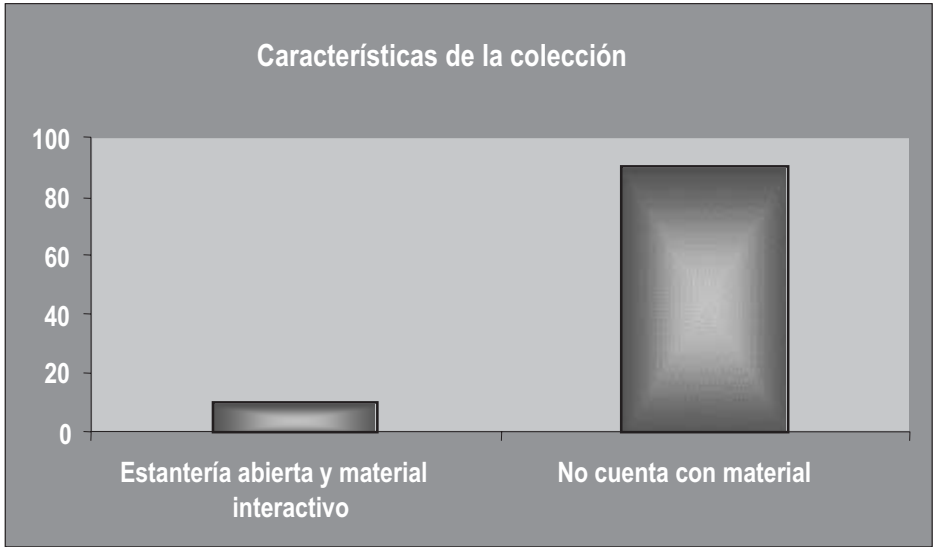 Características de la colección
100
80
60
40
20
0
Estantería abierta y material
interactivo
No cuenta con material